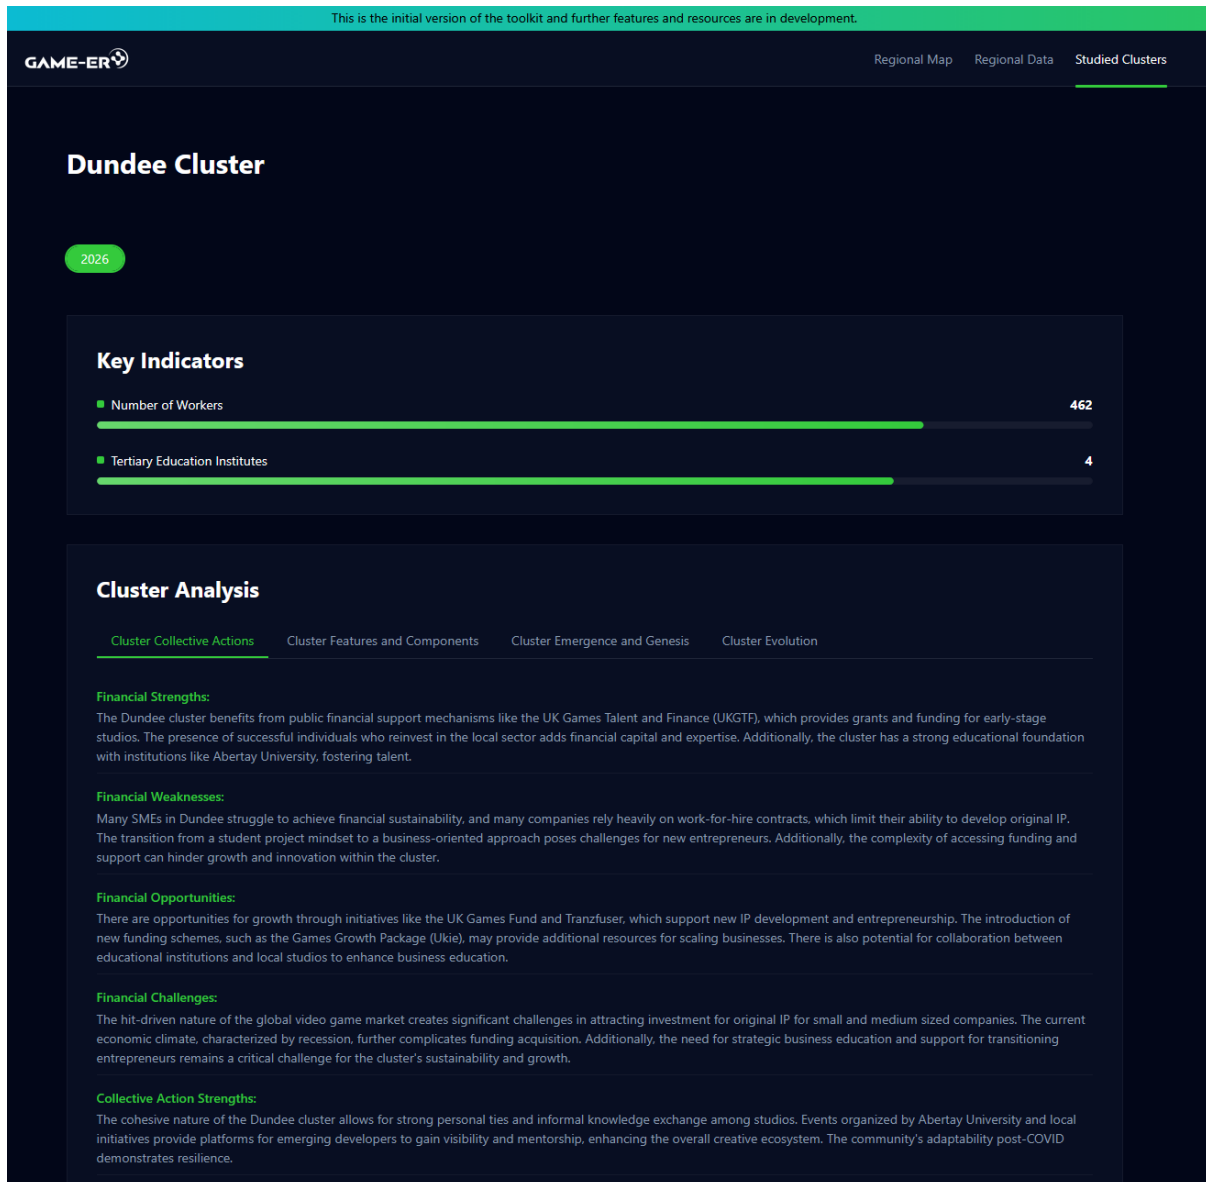 This is the initial version of the toolkit and further features and resources are in development.
GAME-ER
Regional Map
Regional Data
Studied Clusters
Dundee Cluster
2026
Key Indicators
Number of Workers
462
Tertiary Education Institutes
4
Cluster Analysis
Cluster Collective Actions
Cluster Features and Components
Cluster Emergence and Genesis
Cluster Evolution
Financial Strengths:
The Dundee cluster benefits from public financial support mechanisms like the UK Games Talent and Finance (UKGTF), which provides grants and funding for early-stage
studios. The presence of successful individuals who reinvest in the local sector adds financial capital and expertise. Additionally, the cluster has a strong educational foundation
with institutions like Abertay University, fostering talent.
Financial Weaknesses:
Many SMEs in Dundee struggle to achieve financial sustainability, and many companies rely heavily on work-for-hire contracts, which limit their ability to develop original IP.
The transition from a student project mindset to a business-oriented approach poses challenges for new entrepreneurs. Additionally, the complexity of accessing funding and
support can hinder growth and innovation within the cluster.
Financial Opportunities:
There are opportunities for growth through initiatives like the UK Games Fund and Tranzfuser, which support new IP development and entrepreneurship. The introduction of
new funding schemes, such as the Games Growth Package (Ukie), may provide additional resources for scaling businesses. There is also potential for collaboration between
educational institutions and local studios to enhance business education.
Financial Challenges:
The hit-driven nature of the global video game market creates significant challenges in attracting investment for original IP for small and medium sized companies. The current
economic climate, characterized by recession, further complicates funding acquisition. Additionally, the need for strategic business education and support for transitioning
entrepreneurs remains a critical challenge for the cluster's sustainability and growth.
Collective Action Strengths:
The cohesive nature of the Dundee cluster allows for strong personal ties and informal knowledge exchange among studios. Events organized by Abertay University and local
initiatives provide platforms for emerging developers to gain visibility and mentorship, enhancing the overall creative ecosystem. The community's adaptability post-COVID
demonstrates resilience.